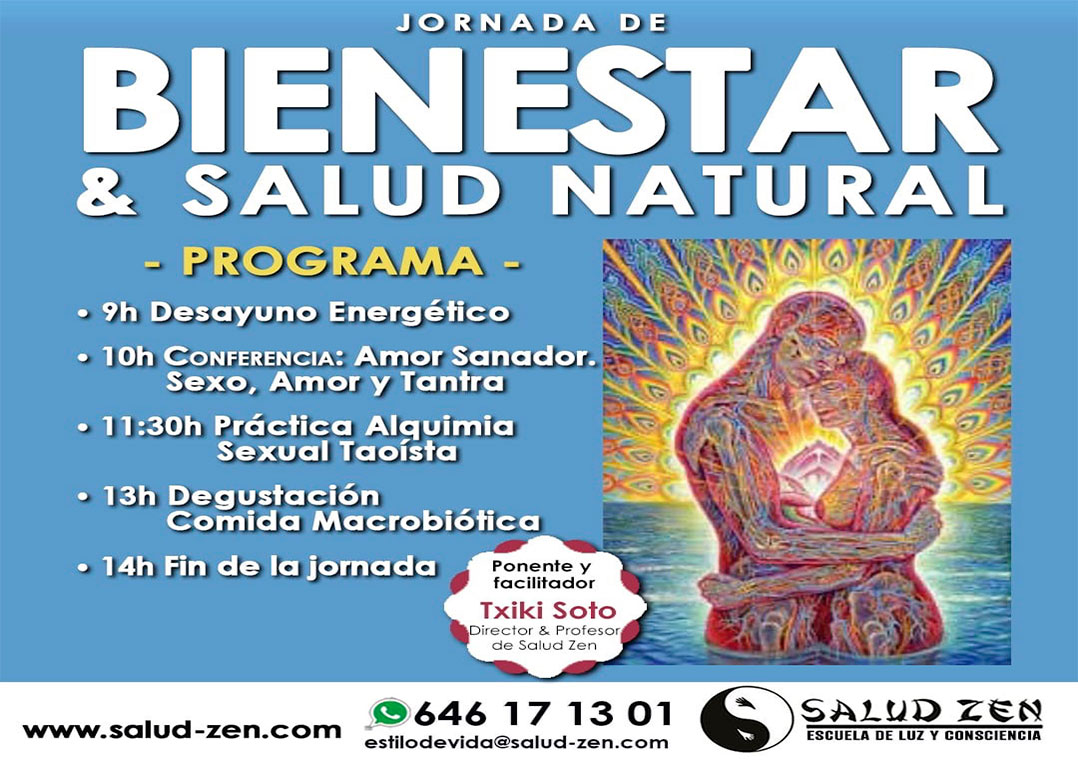 JORNADA DE
BIENESTAR
& SALUD NATURAL
- PROGRAMA -
• 9h Desayuno Energético
• 10h CONFERENCIA: Amor Sanador.
Sexo, Amor y Tantra
• 11:30h Práctica Alquimia
Sexual Taoísta
• 13h Degustación
Comida Macrobiótica
• 14h Fin de la jornada
Ponente y
facilitador
Txiki Soto
Director & Profesor
de Salud Zen
www.salud-zen.com
646 17 13 01
estilodevida@salud-zen.com
SALUD ZEN
ESCUELA DE LUZ Y CONSCIENCIA